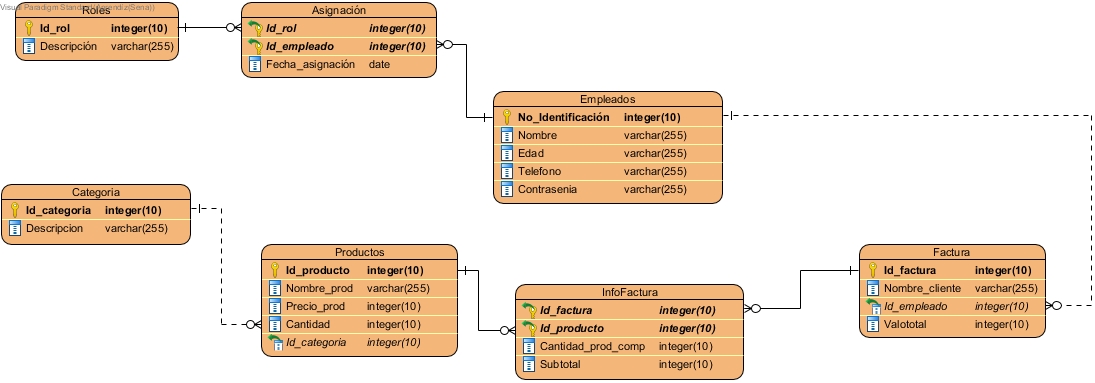 Visual Paradigm Standard(Aprendiz(Sena))
Roles
Id_rol integer(10)
Descripción varchar(255)
Asignación
Id_rol integer(10)
Id_empleado integer(10)
Fecha_asignación date
Empleados
No_Identificación integer(10)
Nombre varchar(255)
Edad varchar(255)
Telefono varchar(255)
Contrasenia varchar(255)
Categoria
Id_categoria integer(10)
Descripcion varchar(255)
Productos
Id_producto integer(10)
Nombre_prod varchar(255)
Precio_prod integer(10)
Cantidad integer(10)
Id_categoria integer(10)
InfoFactura
Id_factura integer(10)
Id_producto integer(10)
Cantidad_prod_comp integer(10)
Subtotal integer(10)
Factura
Id_factura integer(10)
Nombre_cliente varchar(255)
Id_empleado integer(10)
Valototal integer(10)